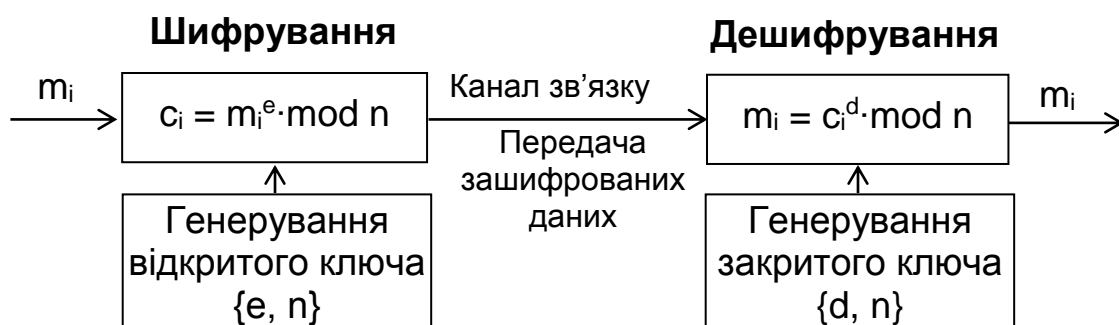 Шифрування
Дешифрування
mᵢ
cᵢ = mᵢᵉ·mod n
Канал зв’язку
Передача
зашифрованих
даних
mᵢ = cᵢᵈ·mod n
mᵢ
Генерування
відкритого ключа
{e, n}
Генерування
закритого ключа
{d, n}